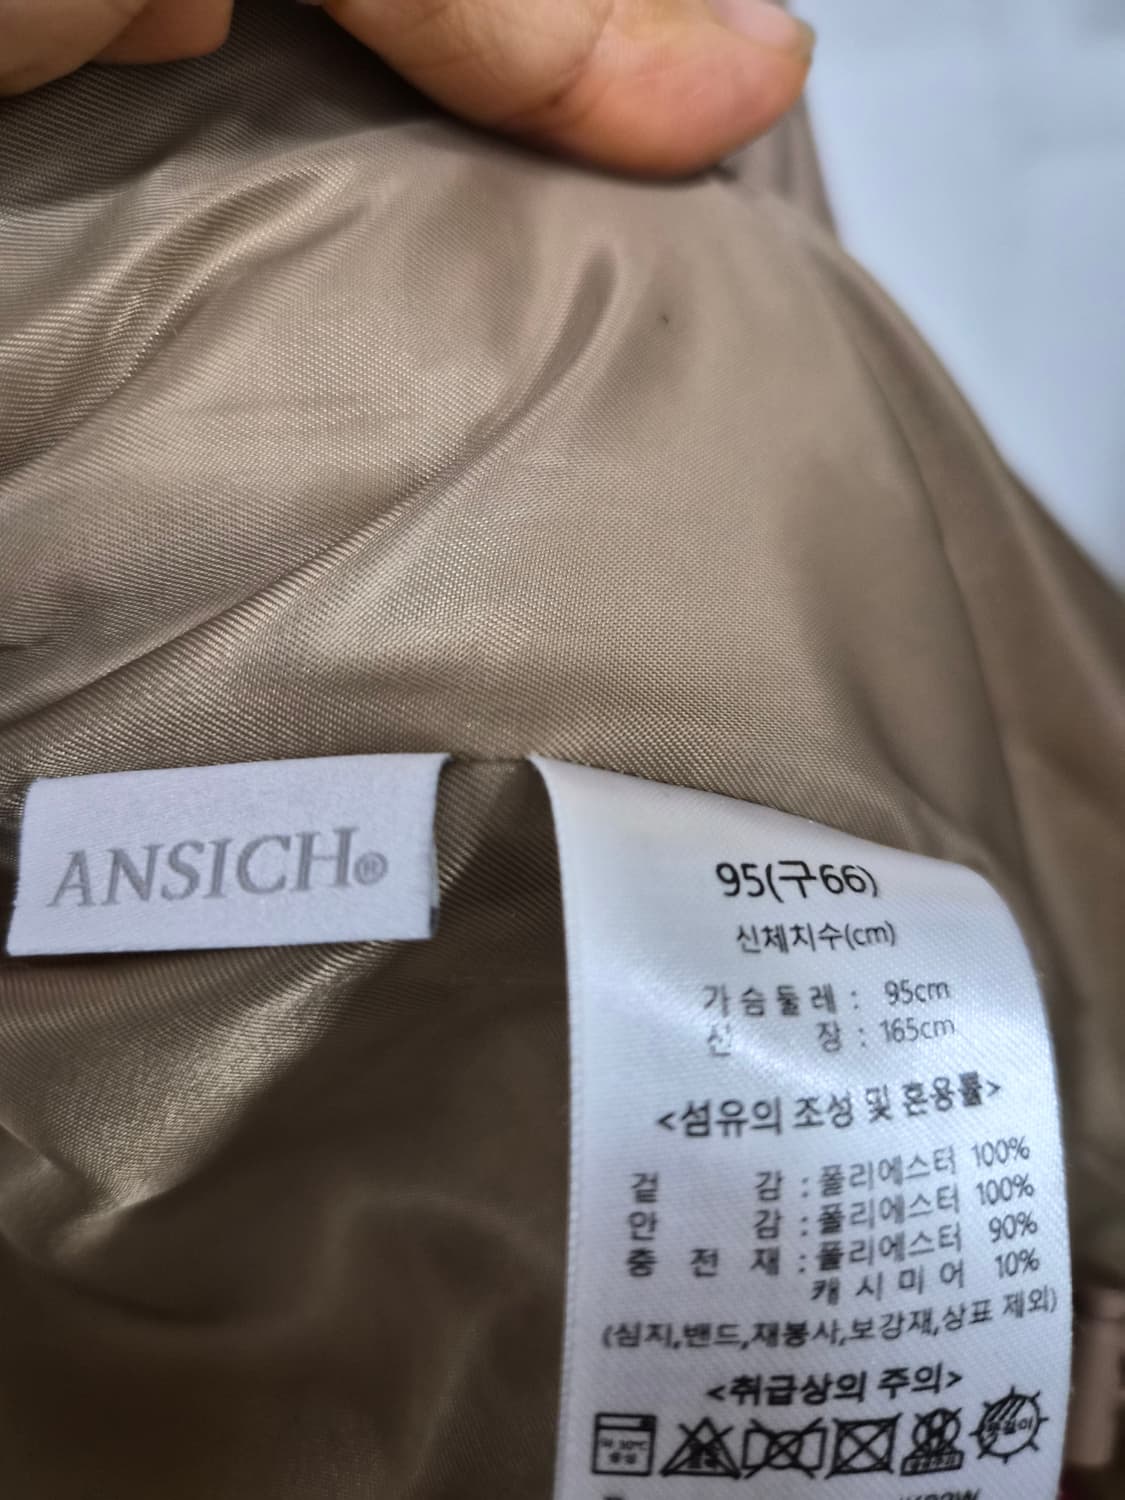 ANSICH®
95(구66)
신체치수(cm)
가슴둘레 : 95cm
신 장 : 165cm
<섬유의 조성 및 혼용률>
겉 감 : 폴리에스터 100%
안 감 : 폴리에스터 100%
충 전 재 : 폴리에스터 90%
캐 시 미 어 10%
(심지,밴드,재봉사,보강재,상표 제외)
<취급상의 주의>